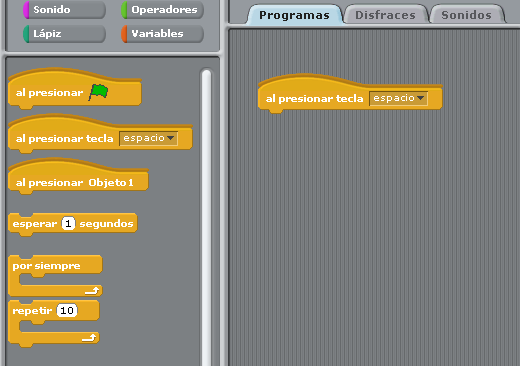 Sonido Operadores
Lápiz Variables
Programas Disfraces Sonidos
al presionar
al presionar tecla espacio
al presionar Objeto1
esperar 1 segundos
por siempre
repetir 10
al presionar tecla espacio